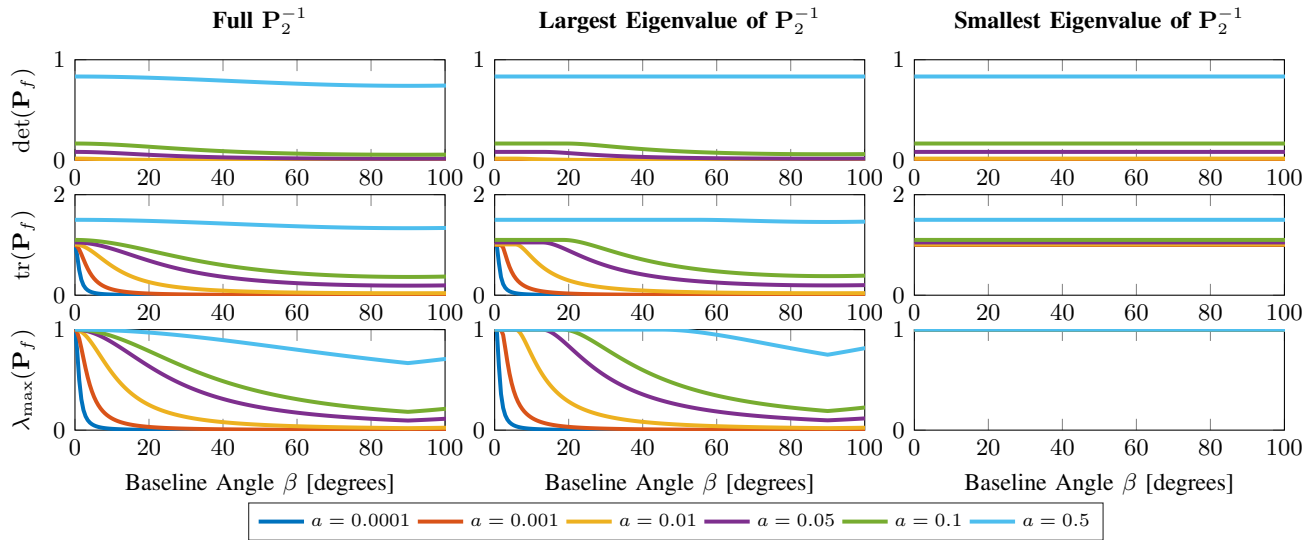 Full P₂⁻¹
Largest Eigenvalue of P₂⁻¹
Smallest Eigenvalue of P₂⁻¹
det(P_f)
1
0
0 20 40 60 80 100
1
0
0 20 40 60 80 100
1
0
0 20 40 60 80 100
tr(P_f)
2
0
0 20 40 60 80 100
2
0
0 20 40 60 80 100
2
0
0 20 40 60 80 100
λ_max(P_f)
1
0
0 20 40 60 80 100
1
0
0 20 40 60 80 100
1
0
0 20 40 60 80 100
Baseline Angle β [degrees]
Baseline Angle β [degrees]
Baseline Angle β [degrees]
a = 0.0001 a = 0.001 a = 0.01 a = 0.05 a = 0.1 a = 0.5